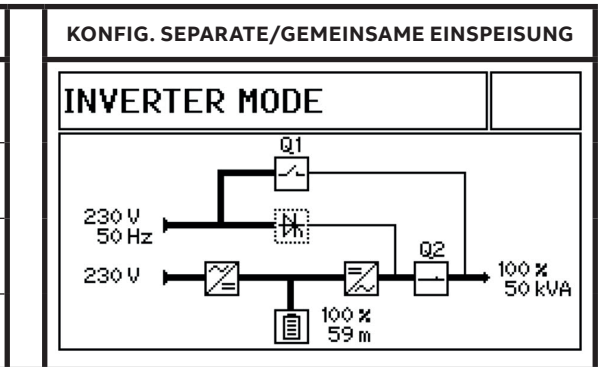 KONFIG. SEPARATE/GEMEINSAME EINSPEISUNG
INVERTER MODE
Q1
230 V
50 Hz
Q2
230 V
100 %
50 kVA
100 %
59 m